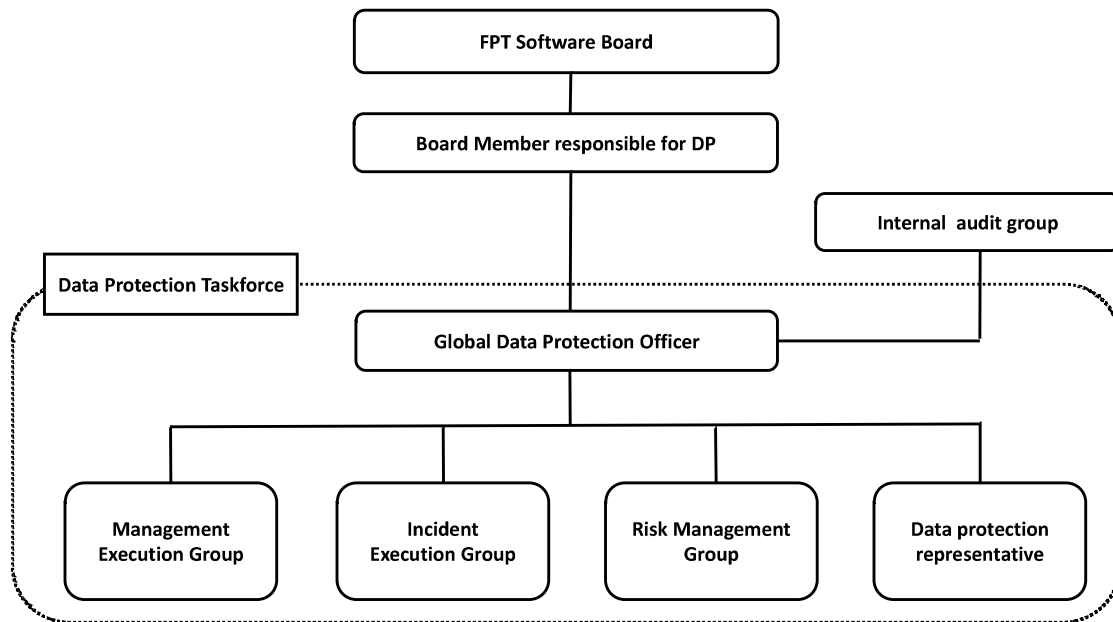 FPT Software Board
Board Member responsible for DP
Internal audit group
Data Protection Taskforce
Global Data Protection Officer
Management
Execution Group
Incident
Execution Group
Risk Management
Group
Data protection
representative